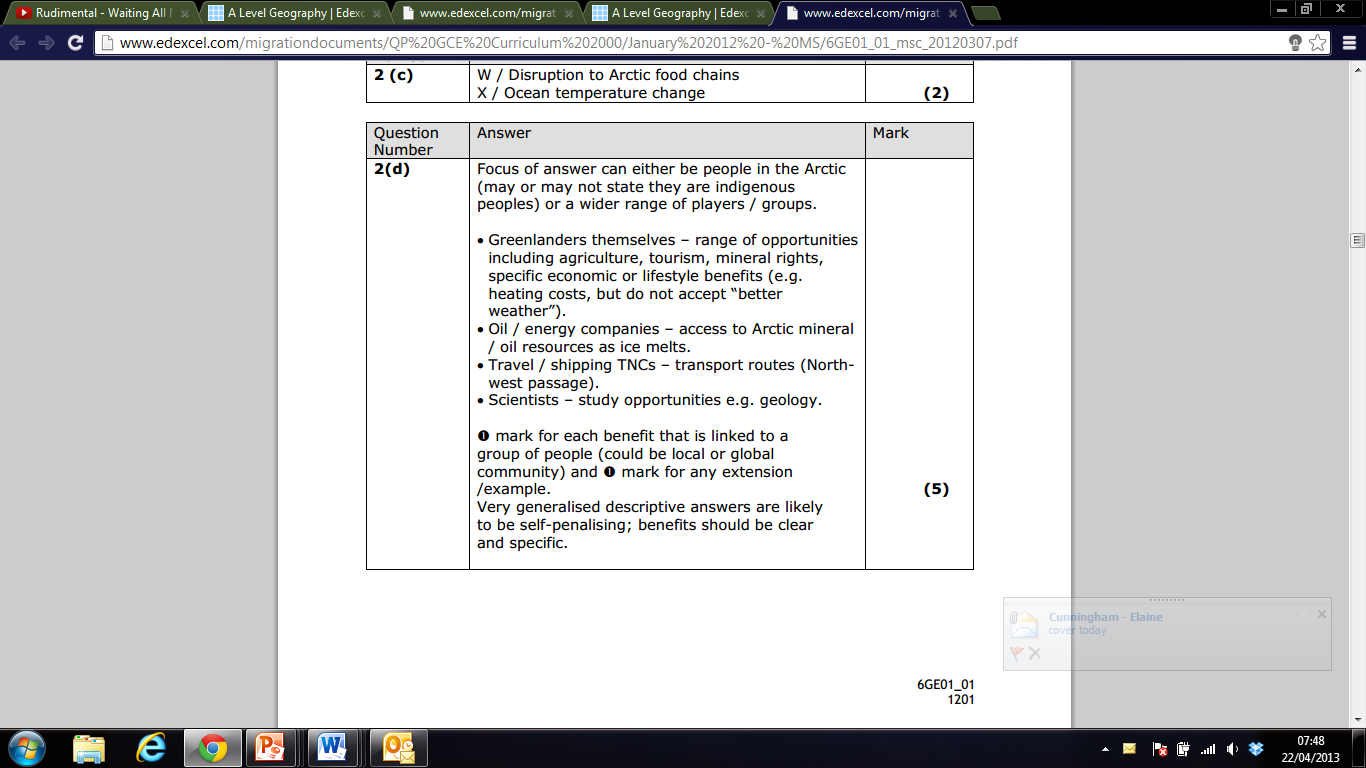 Rudimental - Waiting All
A Level Geography | Edexc
www.edexcel.com/migrat
A Level Geography | Edexc
www.edexcel.com/migrat
www.edexcel.com/migrationdocuments/QP%20GCE%20Curriculum%202000/January%202012%20-%20MS/6GE01_01_msc_20120307.pdf
2 (c) W / Disruption to Arctic food chains
X / Ocean temperature change (2)
Question Answer Mark
Number
2(d) Focus of answer can either be people in the Arctic
(may or may not state they are indigenous
peoples) or a wider range of players / groups.
• Greenlanders themselves – range of opportunities
including agriculture, tourism, mineral rights,
specific economic or lifestyle benefits (e.g.
heating costs, but do not accept “better
weather”).
• Oil / energy companies – access to Arctic mineral
/ oil resources as ice melts.
• Travel / shipping TNCs – transport routes (North-
west passage).
• Scientists – study opportunities e.g. geology.
❶ mark for each benefit that is linked to a
group of people (could be local or global
community) and ❶ mark for any extension
/example. (5)
Very generalised descriptive answers are likely
to be self-penalising; benefits should be clear
and specific.
Cunningham - Elaine
cover today
6GE01_01
1201
07:48
22/04/2013